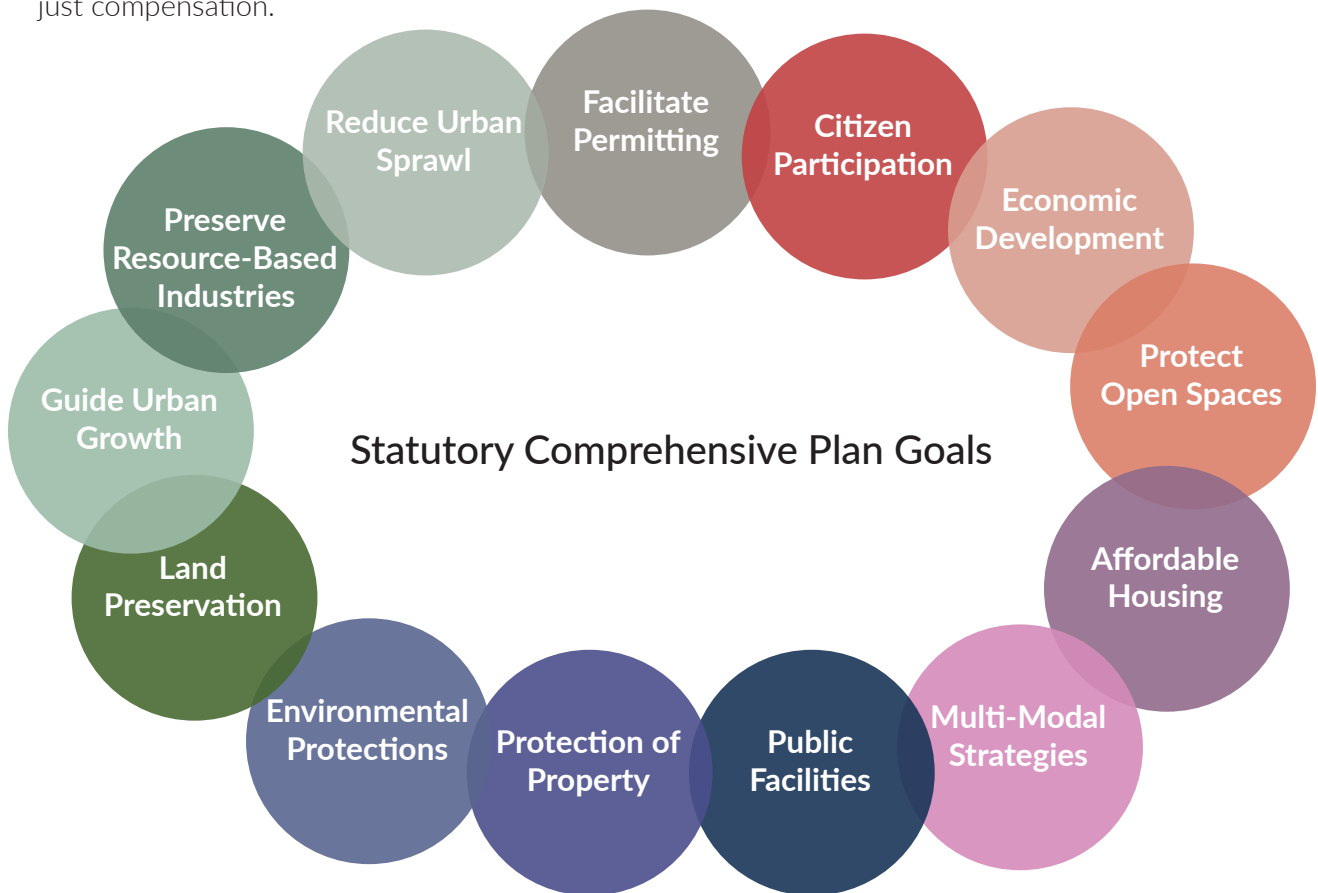 just compensation.
Facilitate
Permitting
Citizen
Participation
Economic
Development
Protect
Open Spaces
Affordable
Housing
Multi-Modal
Strategies
Public
Facilities
Protection of
Property
Environmental
Protections
Land
Preservation
Guide Urban
Growth
Preserve
Resource-Based
Industries
Reduce Urban
Sprawl
Statutory Comprehensive Plan Goals